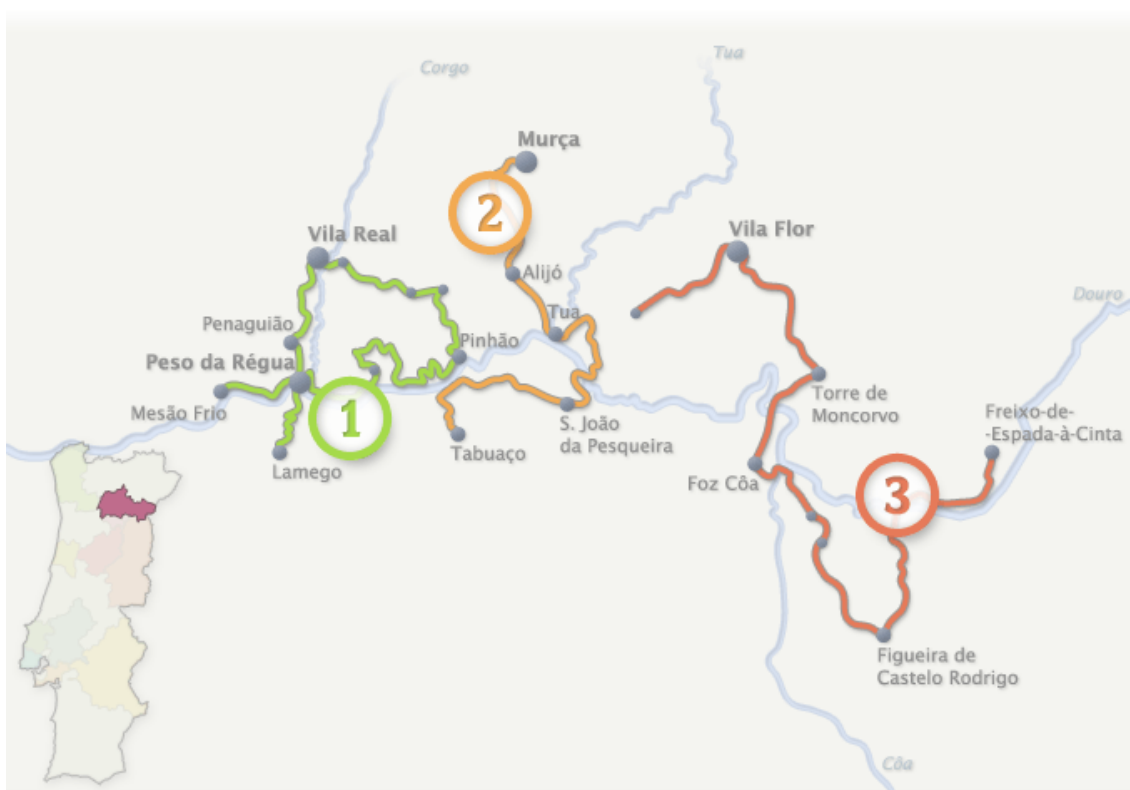 Corgo
Tua
Murça
2
Vila Real
Vila Flor
Alijó
Douro
Penaguião
Tua
Pinhão
Peso da Régua
Mesão Frio
1
Torre de
Moncorvo
Freixo-de-
-Espada-à-Cinta
S. João
da Pesqueira
Tabuaço
Lamego
Foz Côa
3
Figueira de
Castelo Rodrigo
Côa